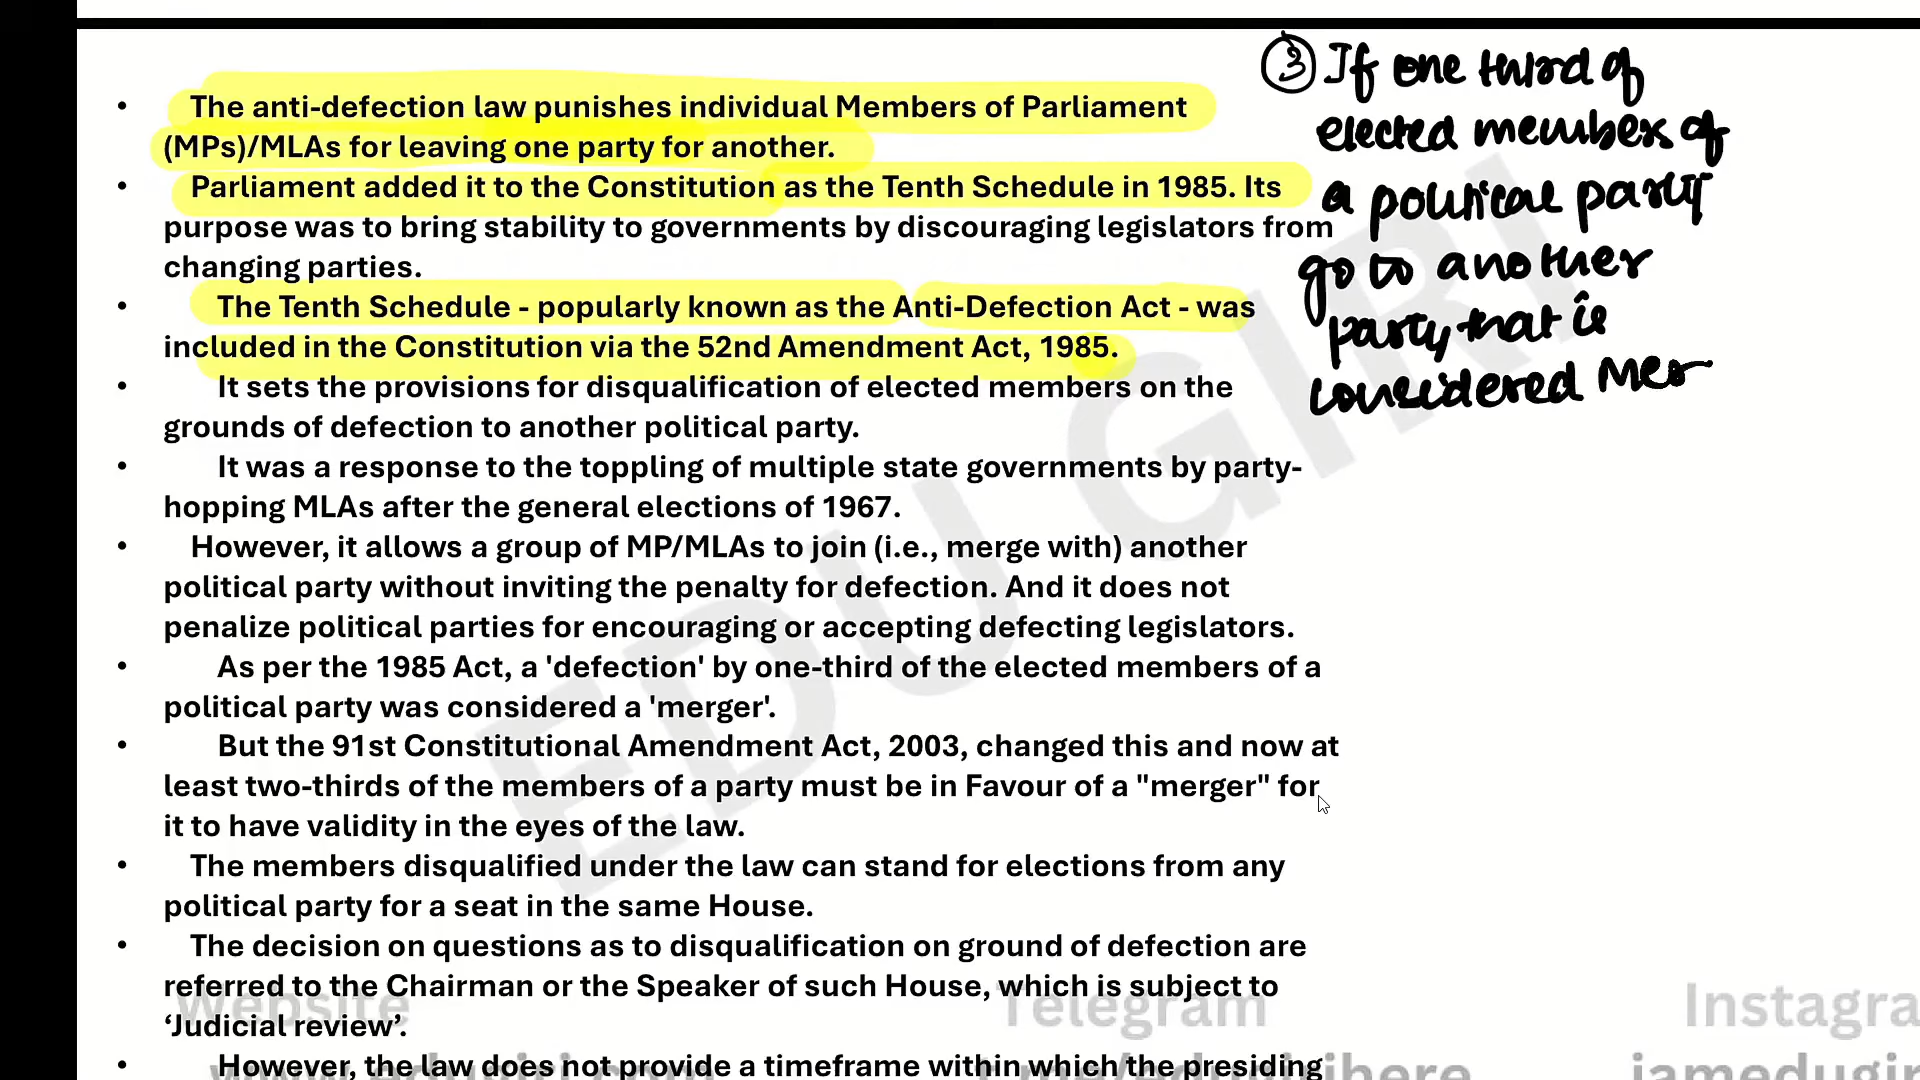 • The anti-defection law punishes individual Members of Parliament
(MPs)/MLAs for leaving one party for another.
• Parliament added it to the Constitution as the Tenth Schedule in 1985. Its
purpose was to bring stability to governments by discouraging legislators from
changing parties.
• The Tenth Schedule - popularly known as the Anti-Defection Act - was
included in the Constitution via the 52nd Amendment Act, 1985.
• It sets the provisions for disqualification of elected members on the
grounds of defection to another political party.
• It was a response to the toppling of multiple state governments by party-
hopping MLAs after the general elections of 1967.
• However, it allows a group of MP/MLAs to join (i.e., merge with) another
political party without inviting the penalty for defection. And it does not
penalize political parties for encouraging or accepting defecting legislators.
• As per the 1985 Act, a 'defection' by one-third of the elected members of a
political party was considered a 'merger'.
• But the 91st Constitutional Amendment Act, 2003, changed this and now at
least two-thirds of the members of a party must be in Favour of a "merger" for
it to have validity in the eyes of the law.
• The members disqualified under the law can stand for elections from any
political party for a seat in the same House.
• The decision on questions as to disqualification on ground of defection are
referred to the Chairman or the Speaker of such House, which is subject to
‘Judicial review’.
• However, the law does not provide a timeframe within which the presiding
③ If one third of
elected members of
a political party
go to another
party that is
considered Mer
EDU GIRI
Website
Telegram
Instagra
iamedugir